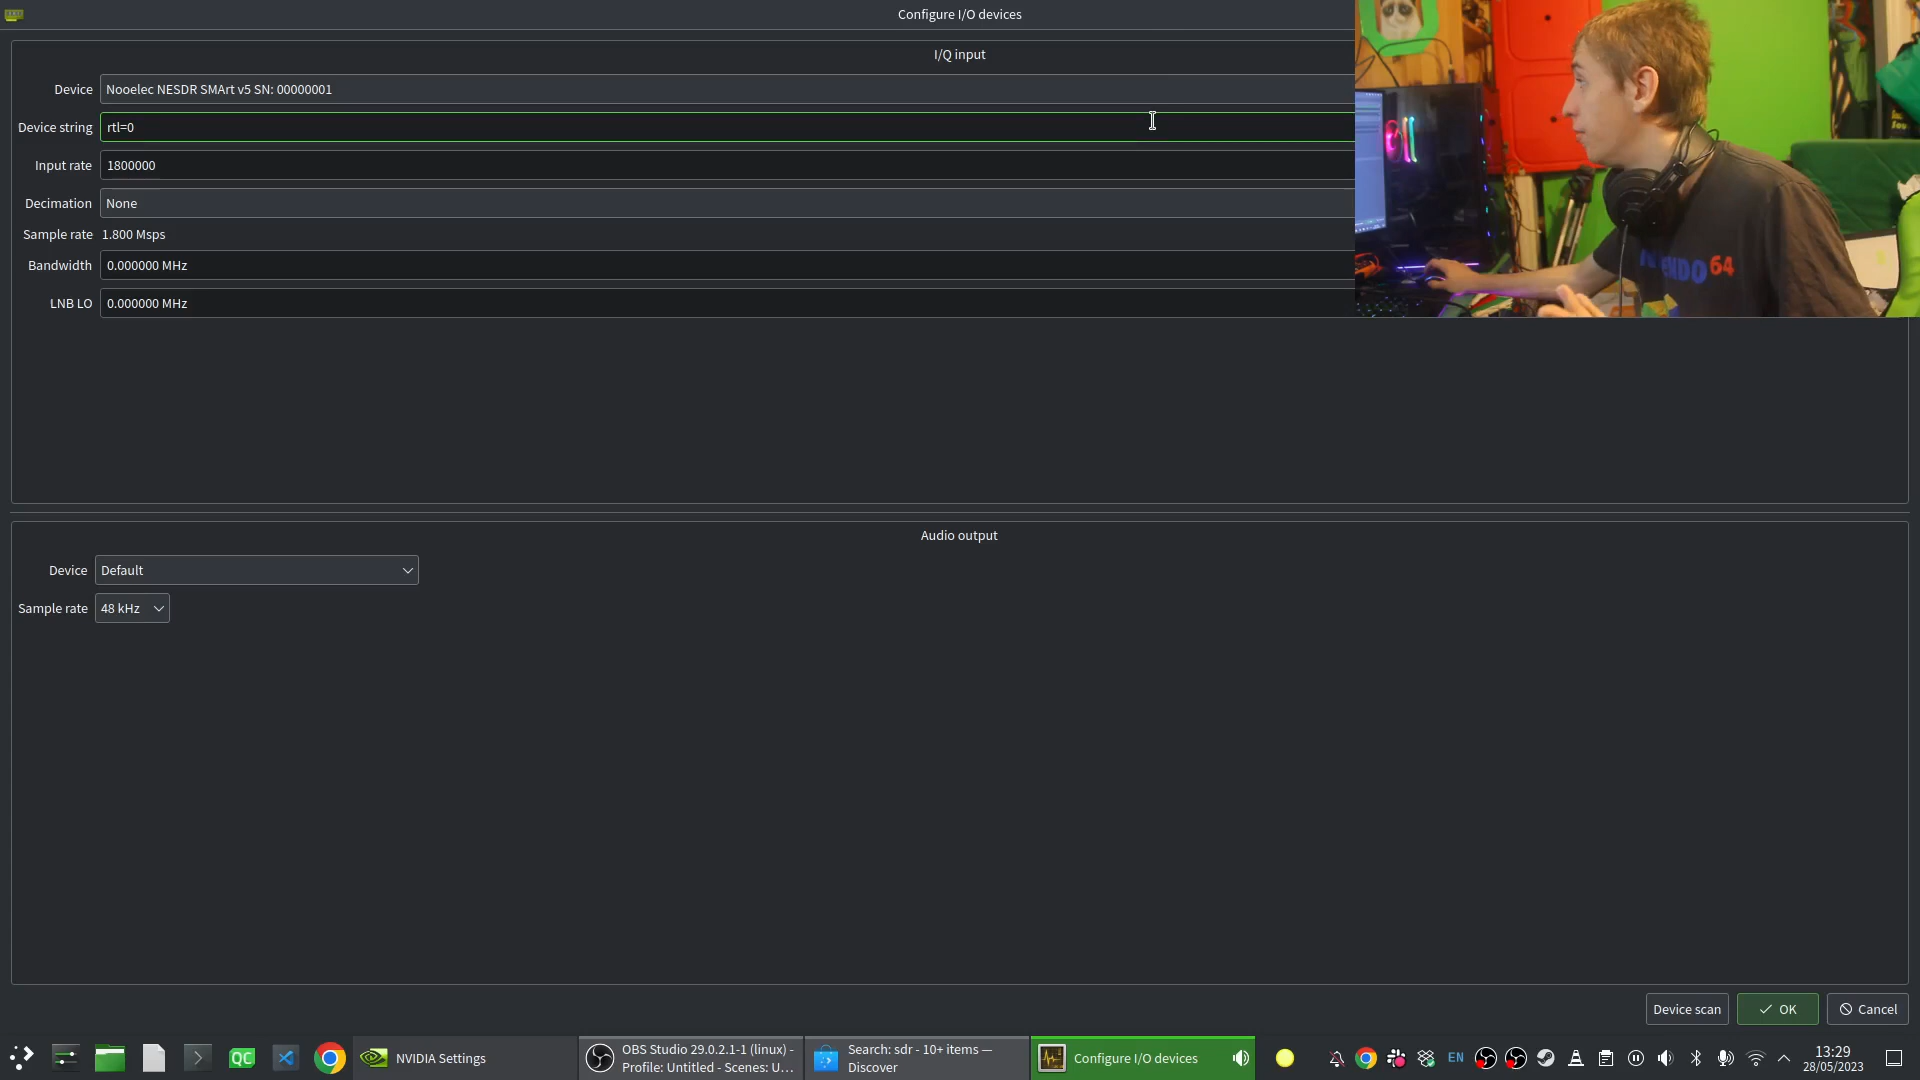 Configure I/O devices
I/Q input
Device Nooelec NESDR SMArt v5 SN: 00000001
Device string rtl=0
Input rate 1800000
Decimation None
Sample rate 1.800 Msps
Bandwidth 0.000000 MHz
LNB LO 0.000000 MHz
64
Audio output
Device Default
Sample rate 48 kHz
Device scan OK Cancel
QC
NVIDIA Settings
OBS Studio 29.0.2.1-1 (linux) -
Profile: Untitled - Scenes: U...
Search: sdr - 10+ items —
Discover
Configure I/O devices
EN
13:29
28/05/2023